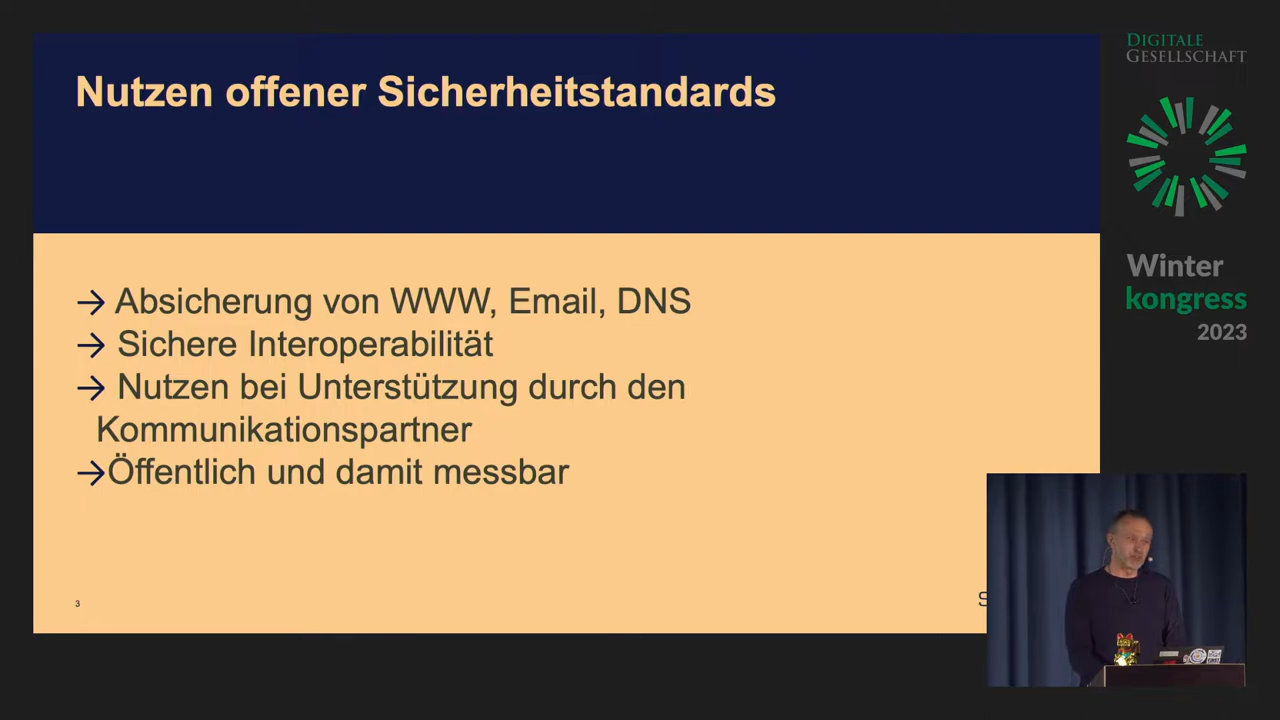 Nutzen offener Sicherheitstandards
→ Absicherung von WWW, Email, DNS
→ Sichere Interoperabilität
→ Nutzen bei Unterstützung durch den
Kommunikationspartner
→Öffentlich und damit messbar
3
S
DIGITALE
GESELLSCHAFT
Winter
kongress
2023